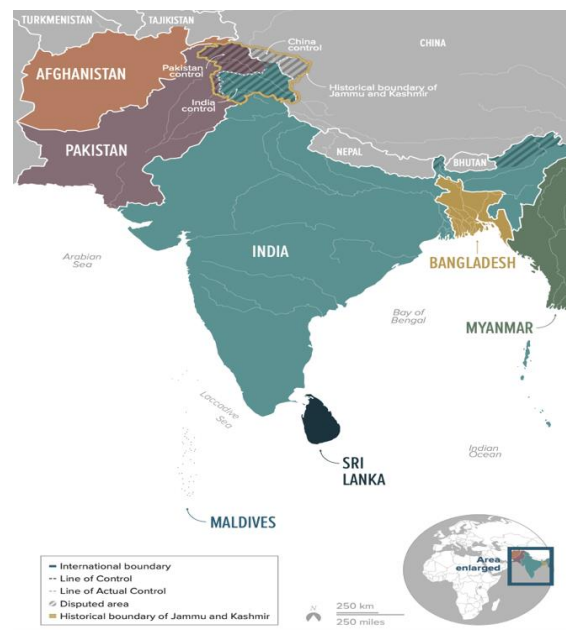 TURKMENISTAN
TAJIKISTAN
CHINA
China
control
AFGHANISTAN
Pakistan
control
Historical boundary of
Jammu and Kashmir
India
control
PAKISTAN
NEPAL
BHUTAN
INDIA
Arabian
Sea
BANGLADESH
Bay of
Bengal
MYANMAR
Laccadive
Sea
Indian
Ocean
SRI
LANKA
MALDIVES
Area
enlarged
International boundary
Line of Control
Line of Actual Control
Disputed area
Historical boundary of Jammu and Kashmir
N
250 km
250 miles